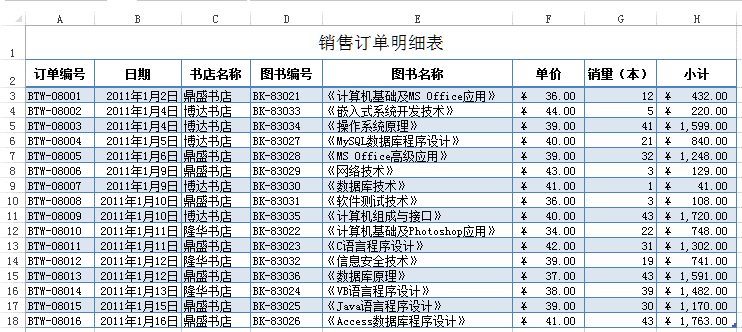 A B C D E F G H
1 销售订单明细表
2 订单编号 日期 书店名称 图书编号 图书名称 单价 销量（本） 小计
3 BTW-08001 2011年1月2日 鼎盛书店 BK-83021 《计算机基础及MS Office应用》 ¥ 36.00 12 ¥ 432.00
4 BTW-08002 2011年1月4日 博达书店 BK-83033 《嵌入式系统开发技术》 ¥ 44.00 5 ¥ 220.00
5 BTW-08003 2011年1月4日 博达书店 BK-83034 《操作系统原理》 ¥ 39.00 41 ¥ 1,599.00
6 BTW-08004 2011年1月5日 博达书店 BK-83027 《MySQL数据库程序设计》 ¥ 40.00 21 ¥ 840.00
7 BTW-08005 2011年1月6日 鼎盛书店 BK-83028 《MS Office高级应用》 ¥ 39.00 32 ¥ 1,248.00
8 BTW-08006 2011年1月9日 鼎盛书店 BK-83029 《网络技术》 ¥ 43.00 3 ¥ 129.00
9 BTW-08007 2011年1月9日 博达书店 BK-83030 《数据库技术》 ¥ 41.00 1 ¥ 41.00
10 BTW-08008 2011年1月10日 鼎盛书店 BK-83031 《软件测试技术》 ¥ 36.00 3 ¥ 108.00
11 BTW-08009 2011年1月10日 博达书店 BK-83035 《计算机组成与接口》 ¥ 40.00 43 ¥ 1,720.00
12 BTW-08010 2011年1月11日 隆华书店 BK-83022 《计算机基础及Photoshop应用》 ¥ 34.00 22 ¥ 748.00
13 BTW-08011 2011年1月11日 鼎盛书店 BK-83023 《C语言程序设计》 ¥ 42.00 31 ¥ 1,302.00
14 BTW-08012 2011年1月12日 隆华书店 BK-83032 《信息安全技术》 ¥ 39.00 19 ¥ 741.00
15 BTW-08013 2011年1月12日 鼎盛书店 BK-83036 《数据库原理》 ¥ 37.00 43 ¥ 1,591.00
16 BTW-08014 2011年1月13日 隆华书店 BK-83024 《VB语言程序设计》 ¥ 38.00 39 ¥ 1,482.00
17 BTW-08015 2011年1月15日 鼎盛书店 BK-83025 《Java语言程序设计》 ¥ 39.00 30 ¥ 1,170.00
18 BTW-08016 2011年1月16日 鼎盛书店 BK-83026 《Access数据库程序设计》 ¥ 41.00 43 ¥ 1,763.00